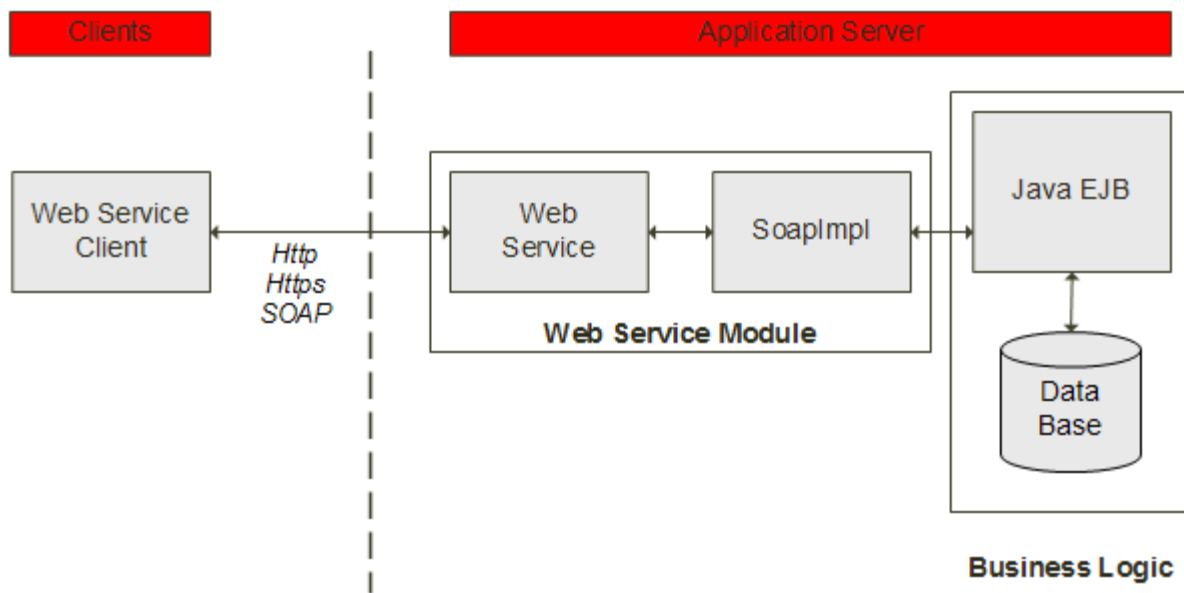 Clients
Application Server
Web Service
Client
Http
Https
SOAP
Web
Service
SoapImpl
Web Service Module
Java EJB
Data
Base
Business Logic